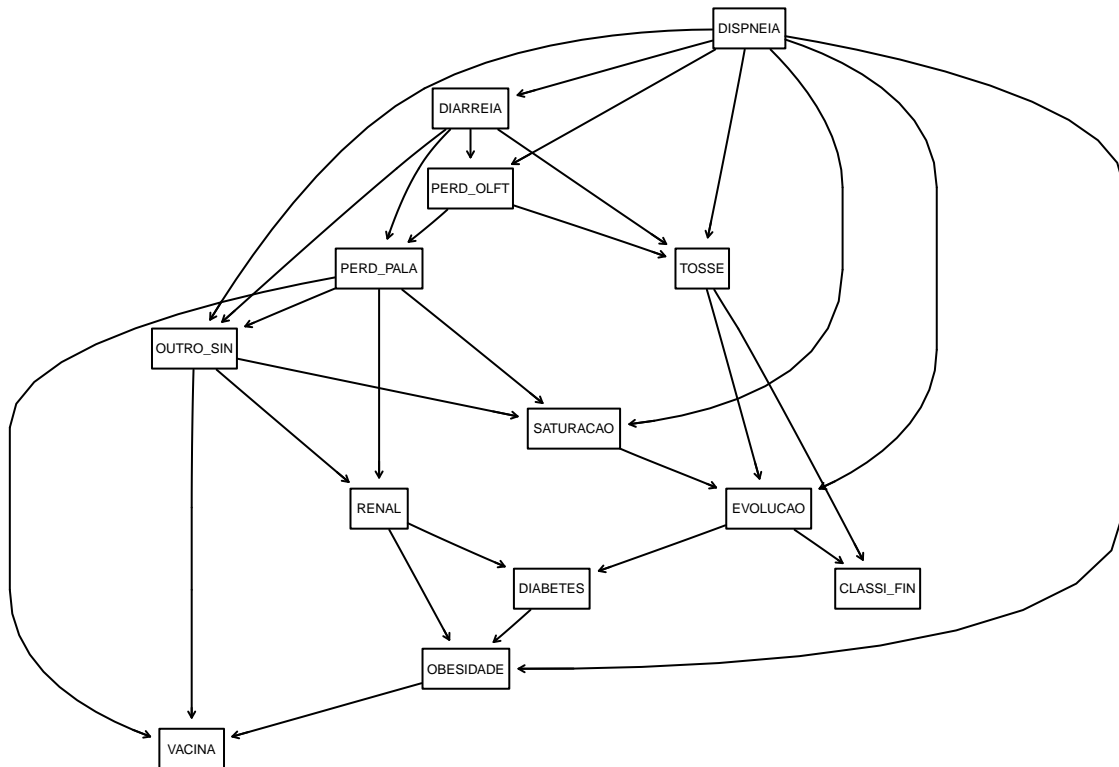 DISPNEIA
DIARREIA
PERD_OLFT
PERD_PALA
TOSSE
OUTRO_SIN
SATURACAO
RENAL
EVOLUCAO
DIABETES
CLASSI_FIN
OBESIDADE
VACINA